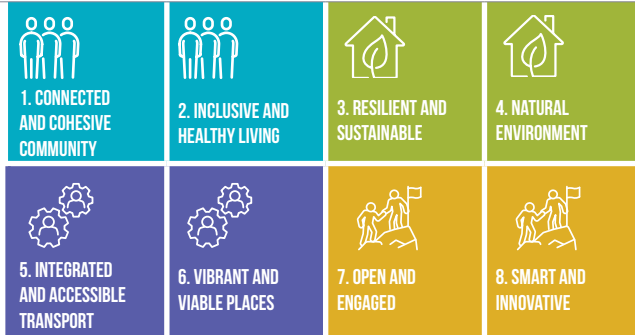 1. CONNECTED
AND COHESIVE
COMMUNITY
2. INCLUSIVE AND
HEALTHY LIVING
3. RESILIENT AND
SUSTAINABLE
4. NATURAL
ENVIRONMENT
5. INTEGRATED
AND ACCESSIBLE
TRANSPORT
6. VIBRANT AND
VIABLE PLACES
7. OPEN AND
ENGAGED
8. SMART AND
INNOVATIVE